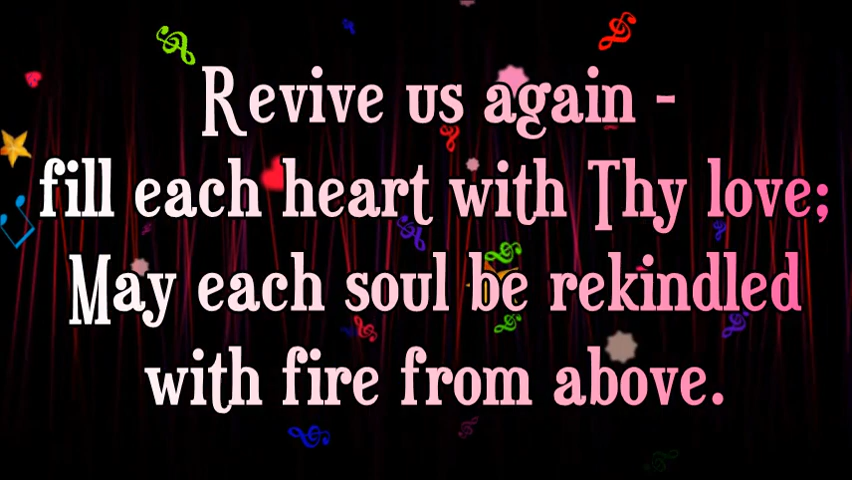 Revive us again -
fill each heart with Thy love;
May each soul be rekindled
with fire from above.